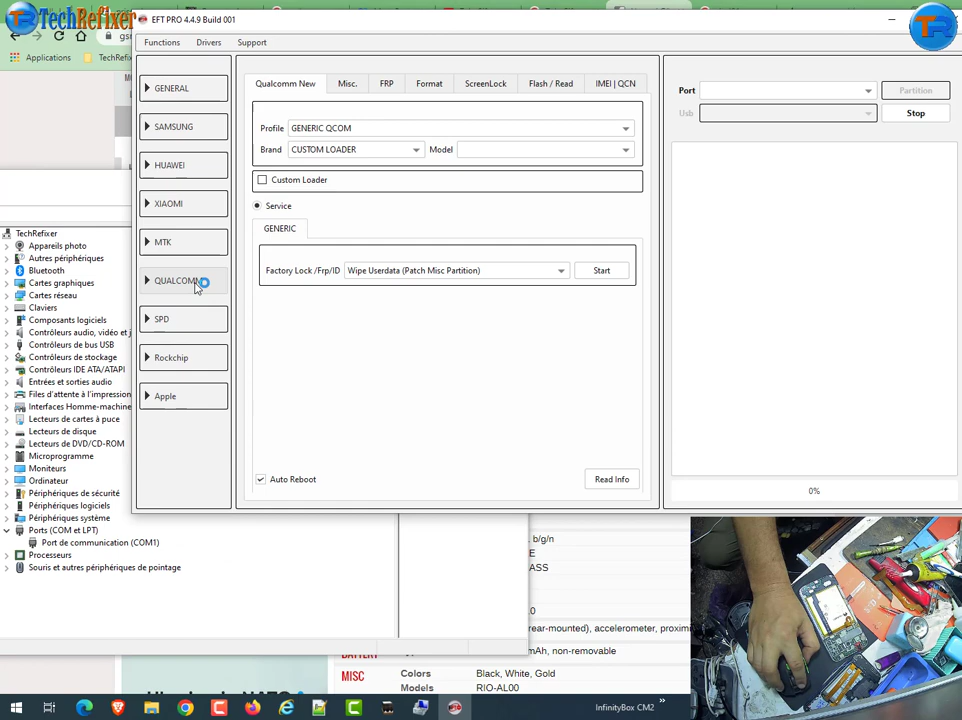 TechRefixer
EFT PRO 4.4.9 Build 001
TR
Functions Drivers Support
Applications TechRefixer
GENERAL
SAMSUNG
HUAWEI
XIAOMI
MTK
QUALCOMM
SPD
Rockchip
Apple
Qualcomm New Misc. FRP Format ScreenLock Flash / Read IMEI | QCN
Profile GENERIC QCOM
Brand CUSTOM LOADER Model
Custom Loader
Service
GENERIC
Factory Lock /Frp/ID Wipe Userdata (Patch Misc Partition) Start
Auto Reboot Read Info
Port Partition
Usb Stop
0%
TechRefixer
Appareils photo
Autres périphériques
Bluetooth
Cartes graphiques
Cartes réseau
Claviers
Composants logiciels
Contrôleurs audio, vidéo et j
Contrôleurs de bus USB
Contrôleurs de stockage
Contrôleurs IDE ATA/ATAPI
Écrans
Entrées et sorties audio
Files d'attente à l'impression
Interfaces Homme-machine
Lecteurs de cartes à puce
Lecteurs de disque
Lecteurs de DVD/CD-ROM
Microprogramme
Moniteurs
Ordinateur
Périphériques de sécurité
Périphériques logiciels
Périphériques système
Ports (COM et LPT)
Port de communication (COM1)
Processeurs
Souris et autres périphériques de pointage
b/g/n
mAh, non-removable
MISC Colors Black, White, Gold
Models RIO-AL00
InfinityBox CM2